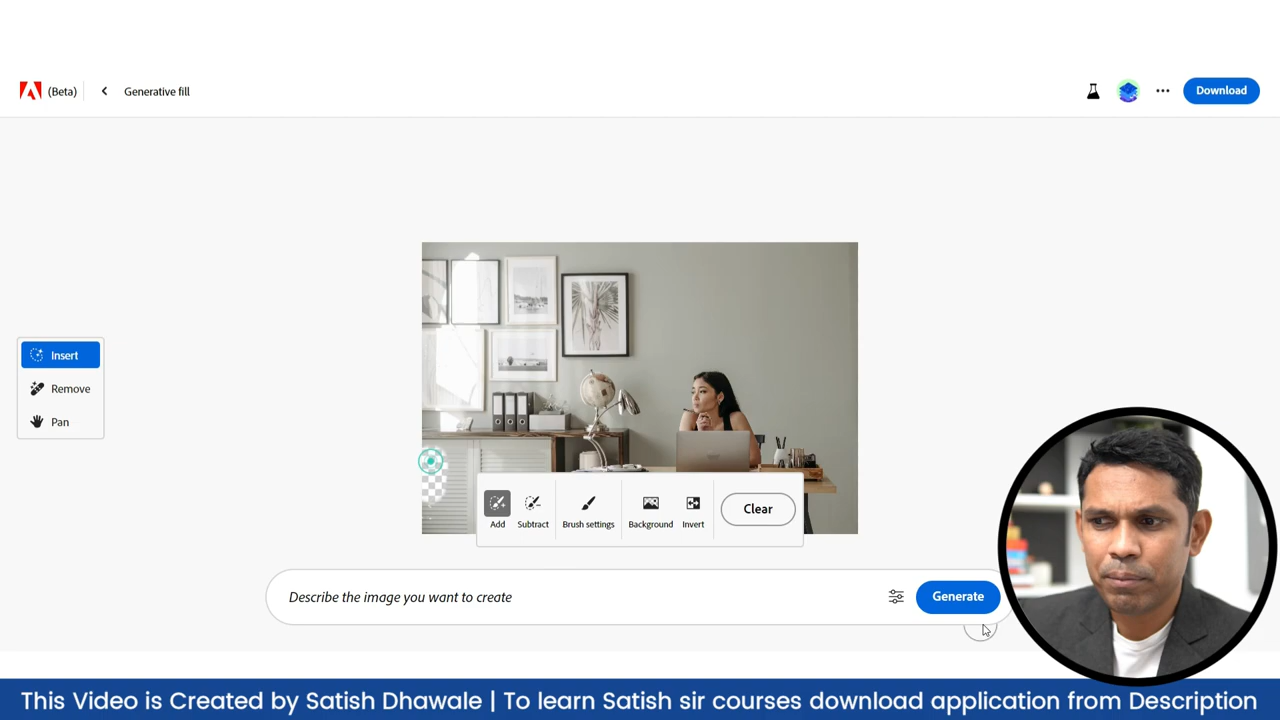 (Beta)
Generative fill
Download
Insert
Remove
Pan
Add
Subtract
Brush settings
Background
Invert
Clear
Describe the image you want to create
Generate
This Video is Created by Satish Dhawale | To learn Satish sir courses download application from Description